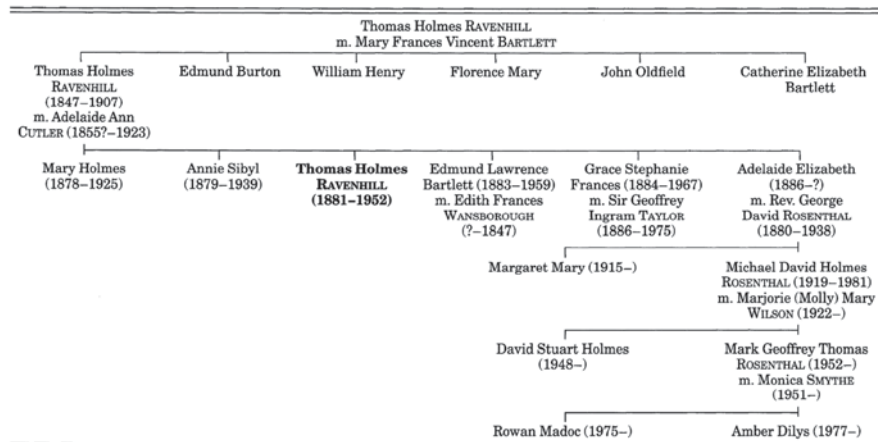 Thomas Holmes RAVENHILL
m. Mary Frances Vincent BARTLETT
Thomas Holmes
RAVENHILL
(1847–1907)
m. Adelaide Ann
CUTLER (1855?–1923)
Edmund Burton
William Henry
Florence Mary
John Oldfield
Catherine Elizabeth
Bartlett
Mary Holmes
(1878–1925)
Annie Sibyl
(1879–1939)
Thomas Holmes
RAVENHILL
(1881–1952)
Edmund Lawrence
Bartlett (1883–1959)
m. Edith Frances
WANSBOROUGH
(?–1847)
Grace Stephanie
Frances (1884–1967)
m. Sir Geoffrey
Ingram TAYLOR
(1886–1975)
Adelaide Elizabeth
(1886–?)
m. Rev. George
David ROSENTHAL
(1880–1938)
Margaret Mary (1915–)
Michael David Holmes
ROSENTHAL (1919–1981)
m. Marjorie (Molly) Mary
WILSON (1922–)
David Stuart Holmes
(1948–)
Mark Geoffrey Thomas
ROSENTHAL (1952–)
m. Monica SMYTHE
(1951–)
Rowan Madoc (1975–)
Amber Dilys (1977–)